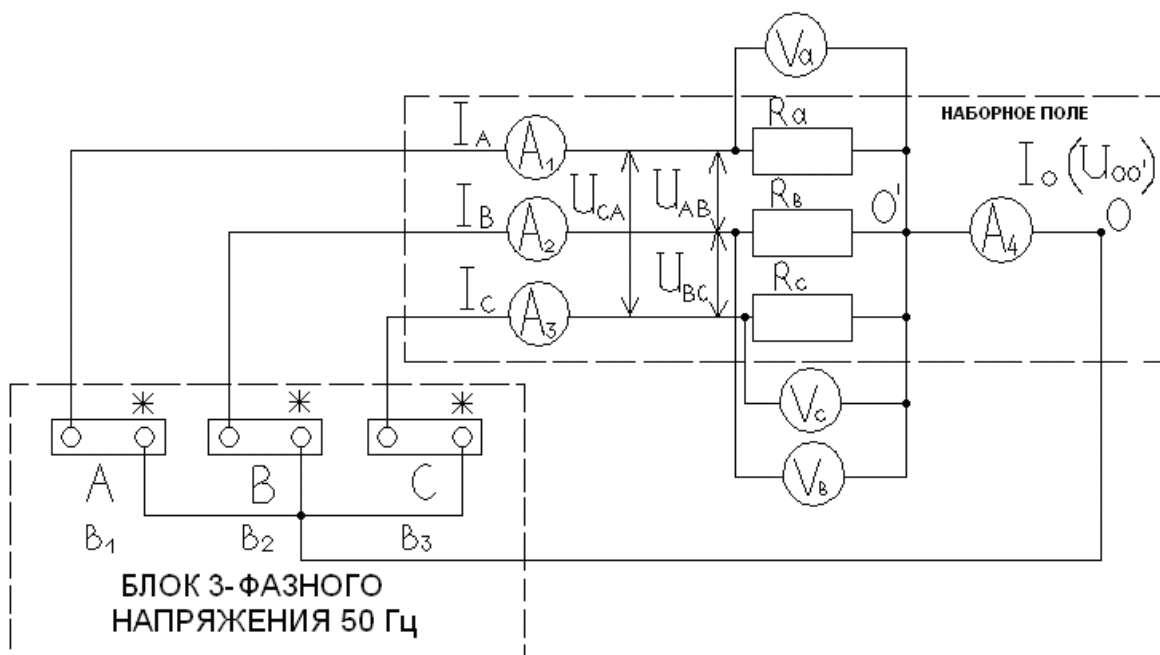 Va
НАБОРНОЕ ПОЛЕ
Ra
IA
A1
UCA
UAB
Rв
O'
Io (Uoo')
O
IB
A2
A4
UBC
Rc
IC
A3
*
*
*
Vc
Vв
A
B
C
B1
B2
B3
БЛОК 3-ФАЗНОГО
НАПРЯЖЕНИЯ 50 Гц